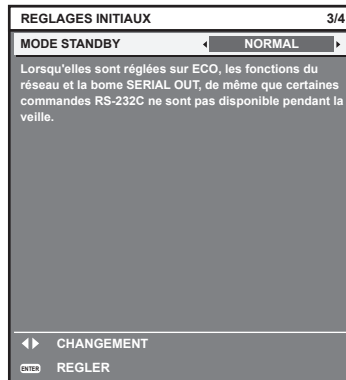 REGLAGES INITIAUX 3/4
MODE STANDBY NORMAL
Lorsqu'elles sont réglées sur ECO, les fonctions du
réseau et la bome SERIAL OUT, de même que certaines
commandes RS-232C ne sont pas disponible pendant la
veille.
CHANGEMENT
ENTER REGLER